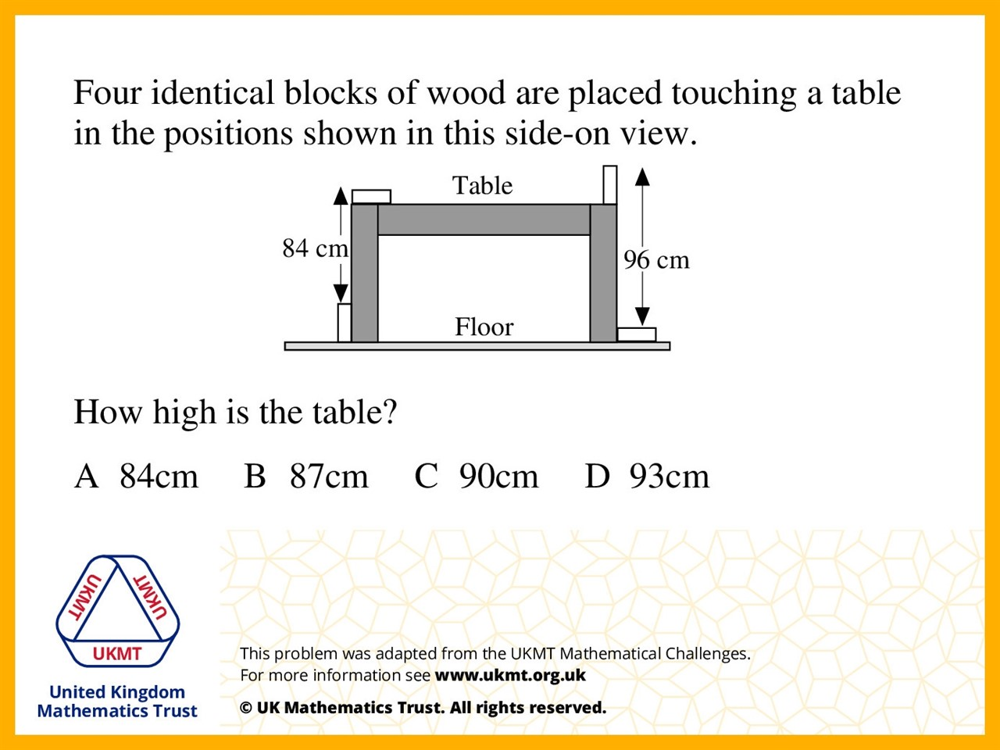 Four identical blocks of wood are placed touching a table
in the positions shown in this side-on view.
Table
84 cm
96 cm
Floor
How high is the table?
A 84cm B 87cm C 90cm D 93cm
UKMT
UKMT
UKMT
United Kingdom
Mathematics Trust
This problem was adapted from the UKMT Mathematical Challenges.
For more information see www.ukmt.org.uk
© UK Mathematics Trust. All rights reserved.